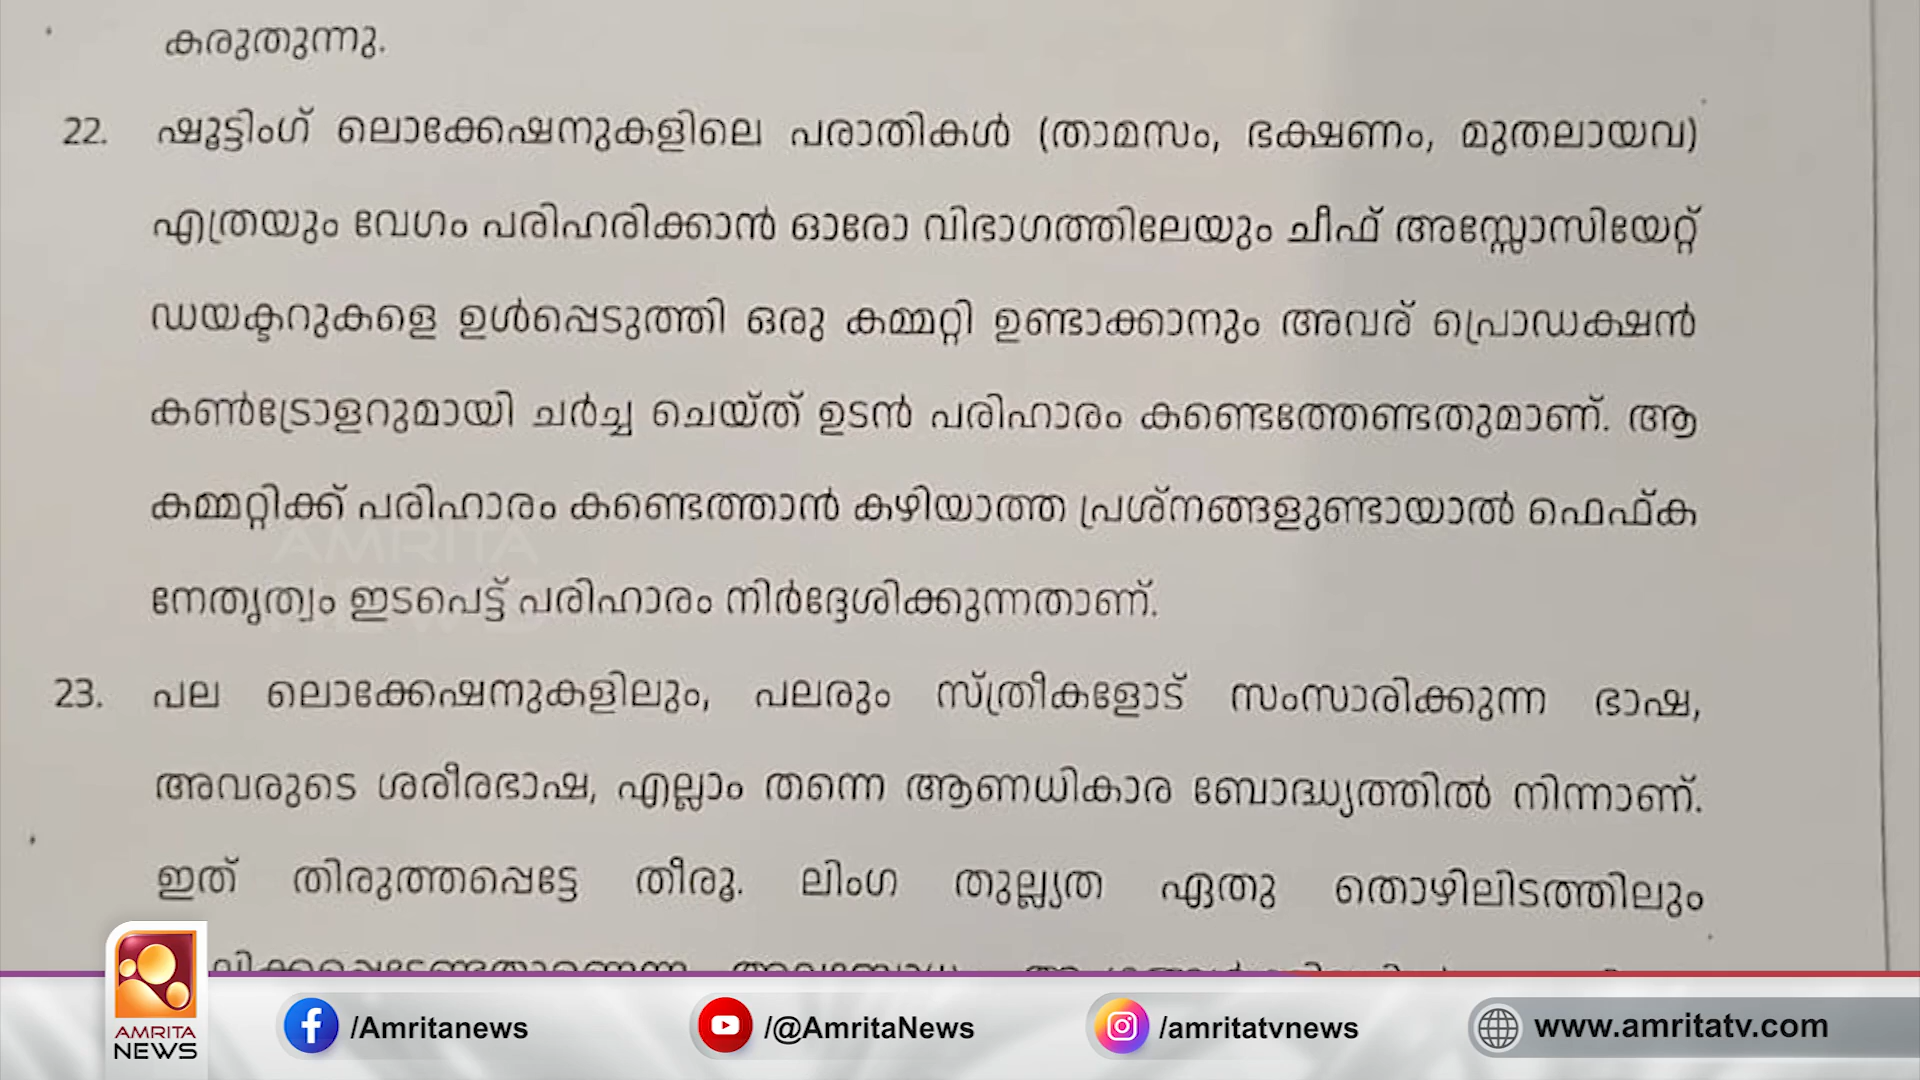 കരുതുന്നു.
22. ഷൂട്ടിംഗ് ലൊക്കേഷനുകളിലെ പരാതികൾ (താമസം, ഭക്ഷണം, മുതലായവ)
എത്രയും വേഗം പരിഹരിക്കാൻ ഓരോ വിഭാഗത്തിലേയും ചീഫ് അസ്സോസിയേറ്റ്
ഡയക്ടറുകളെ ഉൾപ്പെടുത്തി ഒരു കമ്മറ്റി ഉണ്ടാക്കാനും അവര് പ്രൊഡക്ഷൻ
കൺട്രോളറുമായി ചർച്ച ചെയ്ത് ഉടൻ പരിഹാരം കണ്ടെത്തേണ്ടതുമാണ്. ആ
കമ്മറ്റിക്ക് പരിഹാരം കണ്ടെത്താൻ കഴിയാത്ത പ്രശ്നങ്ങളുണ്ടായാൽ ഫെഫ്ക
നേതൃത്വം ഇടപെട്ട് പരിഹാരം നിർദ്ദേശിക്കുന്നതാണ്.
AMRITA
NEWS
23. പല ലൊക്കേഷനുകളിലും, പലരും സ്ത്രീകളോട് സംസാരിക്കുന്ന ഭാഷ,
അവരുടെ ശരീരഭാഷ, എല്ലാം തന്നെ ആണധികാര ബോദ്ധ്യത്തിൽ നിന്നാണ്.
ഇത് തിരുത്തപ്പെട്ടേ തീരൂ. ലിംഗ തുല്ല്യത ഏതു തൊഴിലിടത്തിലും
AMRITA
NEWS
/Amritanews
/@AmritaNews
/amritatvnews
www.amritatv.com